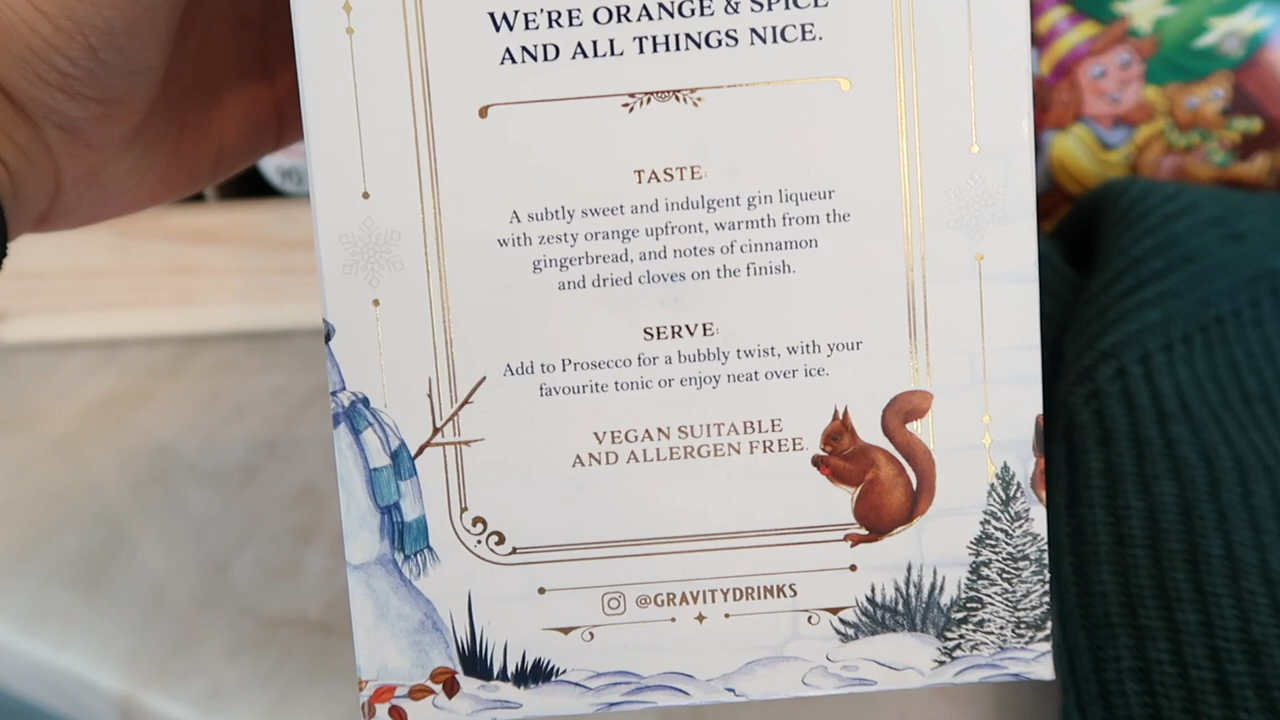 WE'RE ORANGE & SPICE
AND ALL THINGS NICE.
TASTE:
A subtly sweet and indulgent gin liqueur
with zesty orange upfront, warmth from the
gingerbread, and notes of cinnamon
and dried cloves on the finish.
SERVE:
Add to Prosecco for a bubbly twist, with your
favourite tonic or enjoy neat over ice.
VEGAN SUITABLE
AND ALLERGEN FREE.
@GRAVITYDRINKS